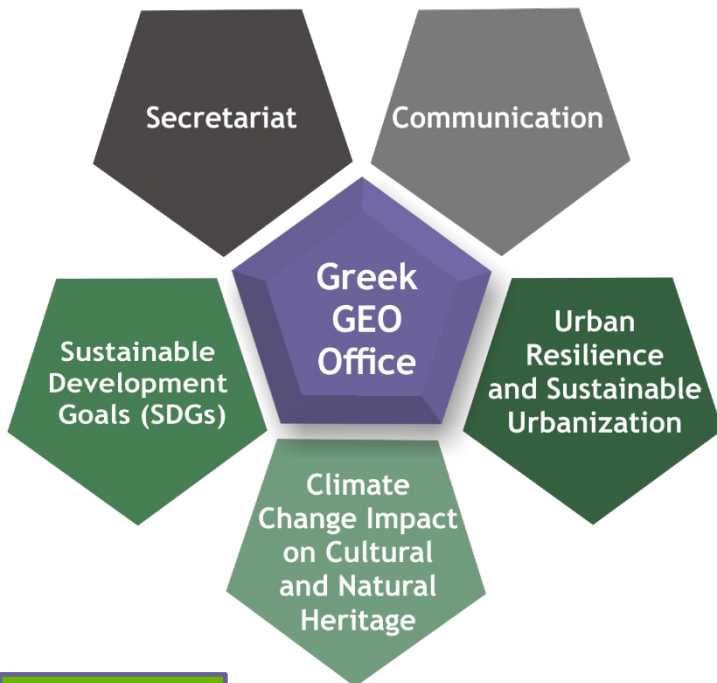 Secretariat
Communication
Greek
GEO
Office
Sustainable
Development
Goals (SDGs)
Urban
Resilience
and Sustainable
Urbanization
Climate
Change Impact
on Cultural
and Natural
Heritage